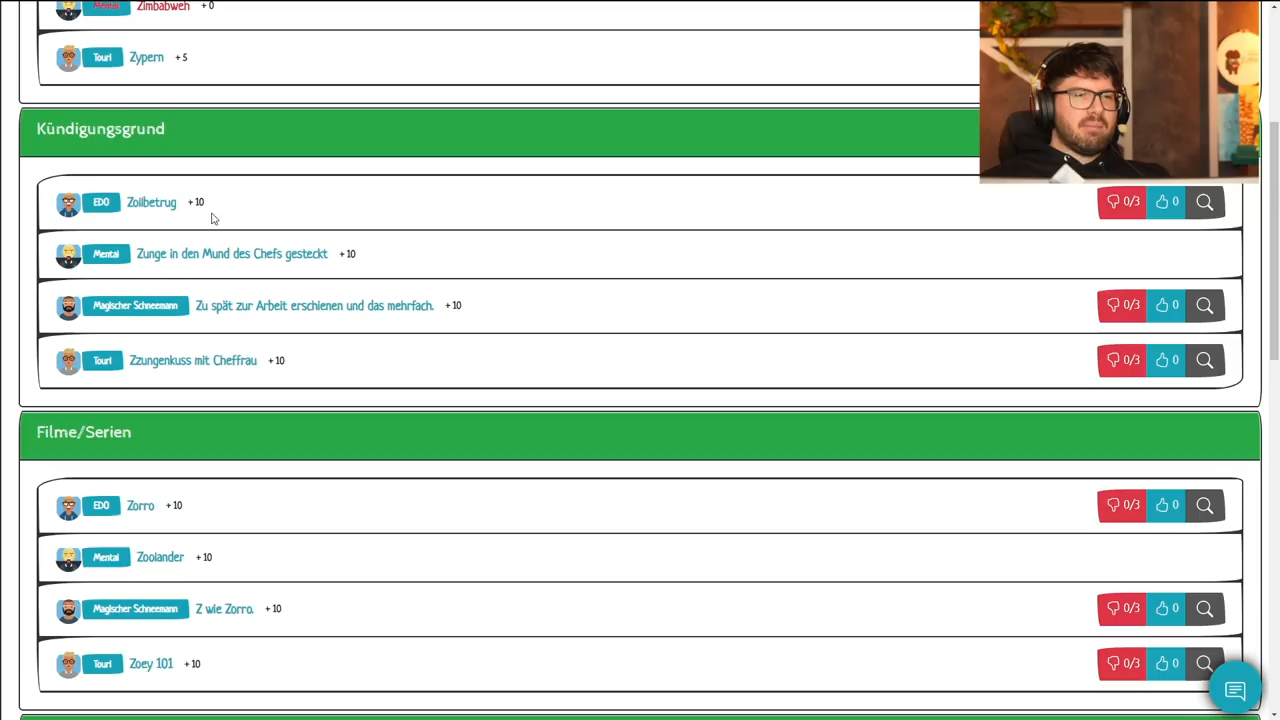 Mental Zimbabweh + 0
Touri Zypern + 5
Kündigungsgrund
EDO Zollbetrug + 10 0/3 0
Mental Zunge in den Mund des Chefs gesteckt + 10
Magischer Schneemann Zu spät zur Arbeit erschienen und das mehrfach. + 10 0/3 0
Touri Zzungenkuss mit Cheffrau + 10 0/3 0
Filme/Serien
EDO Zorro + 10 0/3 0
Mental Zoolander + 10
Magischer Schneemann Z wie Zorro. + 10 0/3 0
Touri Zoey 101 + 10 0/3 0